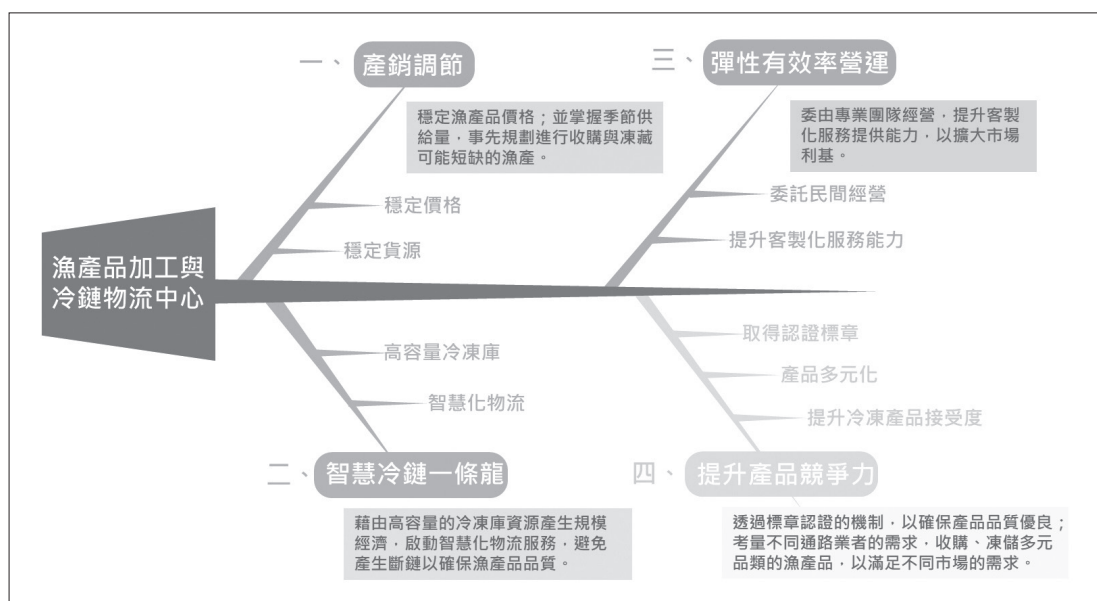 漁產品加工與
冷鏈物流中心
一、產銷調節
穩定漁產品價格；並掌握季節供
給量，事先規劃進行收購與凍藏
可能短缺的漁產。
穩定價格
穩定貨源
二、智慧冷鏈一條龍
高容量冷凍庫
智慧化物流
藉由高容量的冷凍庫資源產生規模
經濟，啟動智慧化物流服務，避免
產生斷鏈以確保漁產品品質。
三、彈性有效率營運
委由專業團隊經營，提升客製
化服務提供能力，以擴大市場
利基。
委託民間經營
提升客製化服務能力
四、提升產品競爭力
取得認證標章
產品多元化
提升冷凍產品接受度
透過標章認證的機制，以確保產品品質優良；
考量不同通路業者的需求，收購、凍儲多元
品類的漁產品，以滿足不同市場的需求。